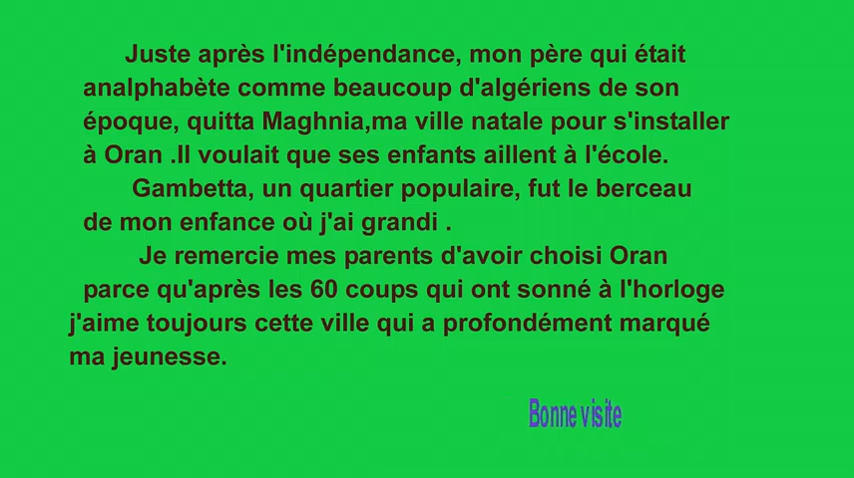 Juste après l'indépendance, mon père qui était
analphabète comme beaucoup d'algériens de son
époque, quitta Maghnia,ma ville natale pour s'installer
à Oran .Il voulait que ses enfants aillent à l'école.
Gambetta, un quartier populaire, fut le berceau
de mon enfance où j'ai grandi .
Je remercie mes parents d'avoir choisi Oran
parce qu'après les 60 coups qui ont sonné à l'horloge
j'aime toujours cette ville qui a profondément marqué
ma jeunesse.
Bonne visite